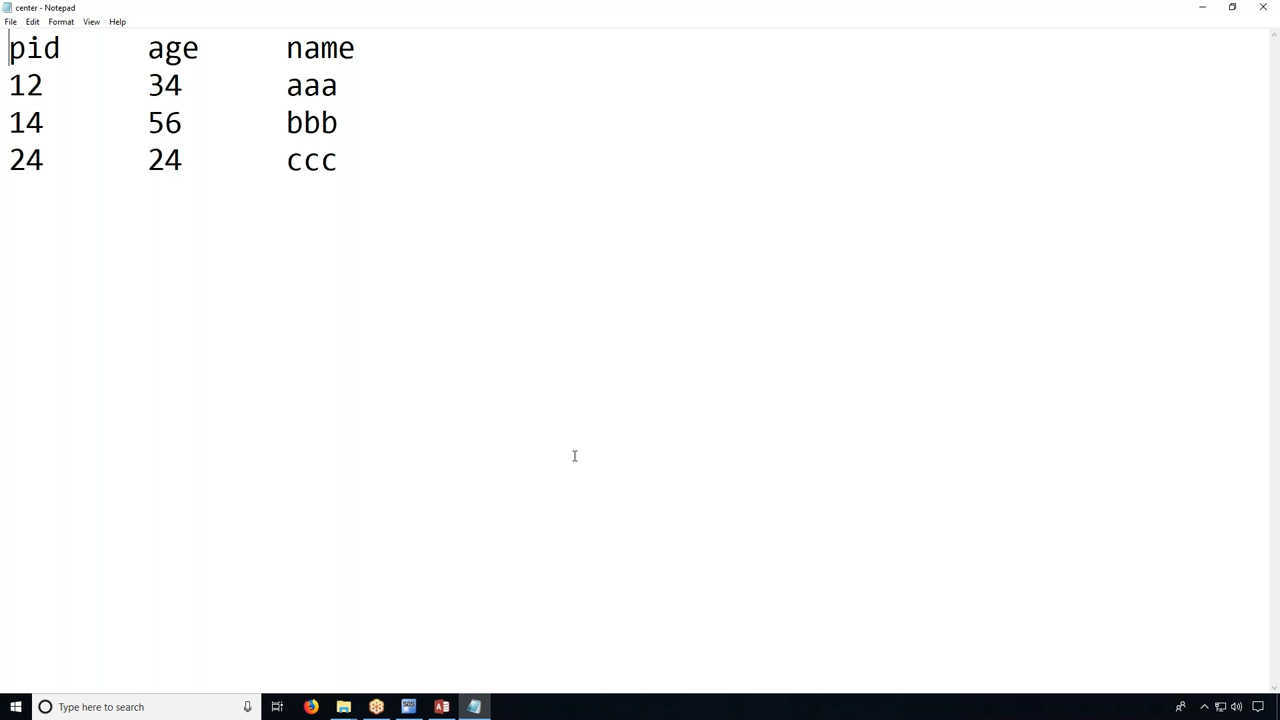 center - Notepad
File Edit Format View Help
pid age name
12 34 aaa
14 56 bbb
24 24 ccc
Type here to search